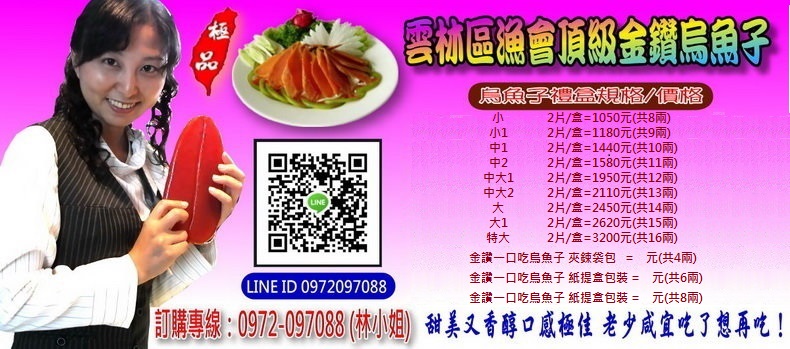 極品
雲林區漁會頂級金鑽烏魚子
烏魚子禮盒規格/價格
小 2片/盒=1050元(共8兩)
小1 2片/盒=1180元(共9兩)
中1 2片/盒=1440元(共10兩)
中2 2片/盒=1580元(共11兩)
中大1 2片/盒=1950元(共12兩)
中大2 2片/盒=2110元(共13兩)
大 2片/盒=2450元(共14兩)
大1 2片/盒=2620元(共15兩)
特大 2片/盒=3200元(共16兩)
金讚一口吃烏魚子 夾鍊袋包 = 元(共4兩)
金讚一口吃烏魚子 紙提盒包裝 = 元(共6兩)
金讚一口吃烏魚子 紙提盒包裝 = 元(共8兩)
LINE
LINE ID 0972097088
訂購專線：0972-097088 (林小姐)
甜美又香醇口感極佳 老少咸宜吃了想再吃！